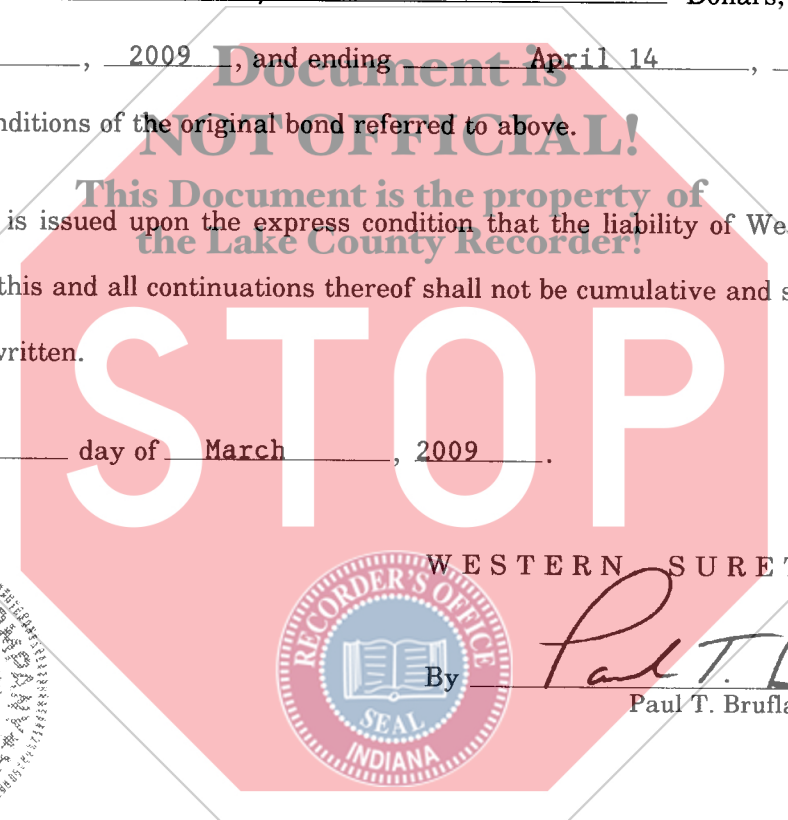 , 2009 , and ending April 14 ,
Document is
nditions of the original bond referred to above.
NOT OFFICIAL!
This Document is the property of
is issued upon the express condition that the liability of We
the Lake County Recorder!
this and all continuations thereof shall not be cumulative and s
written.
STOP
day of March , 2009 .
WESTERN SURET
RECORDER'S OFFICE
SEAL
INDIANA
By Paul T.
Paul T. Brufla